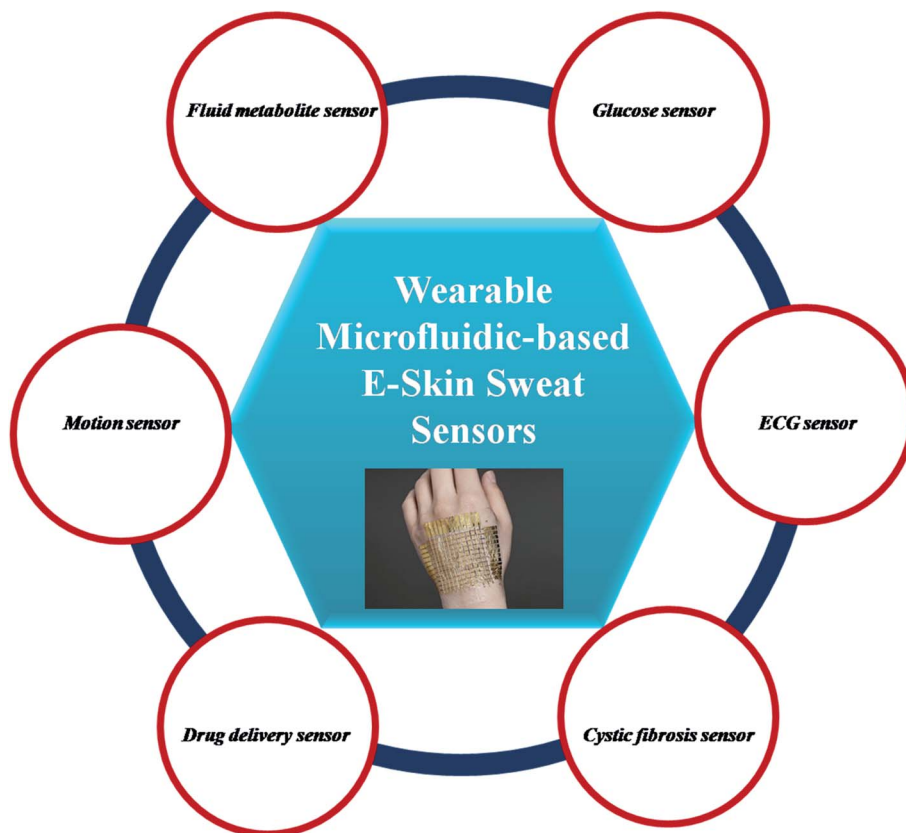 Fluid metabolite sensor
Glucose sensor
Wearable
Microfluidic-based
E-Skin Sweat
Sensors
Motion sensor
ECG sensor
Drug delivery sensor
Cystic fibrosis sensor